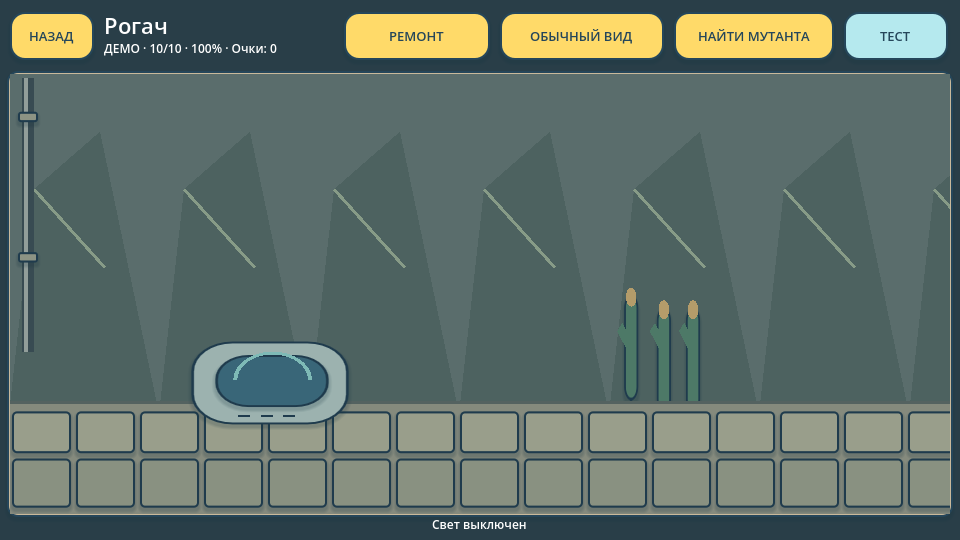 НАЗАД
Рогач
ДЕМО · 10/10 · 100% · Очки: 0
РЕМОНТ
ОБЫЧНЫЙ ВИД
НАЙТИ МУТАНТА
ТЕСТ
Свет выключен